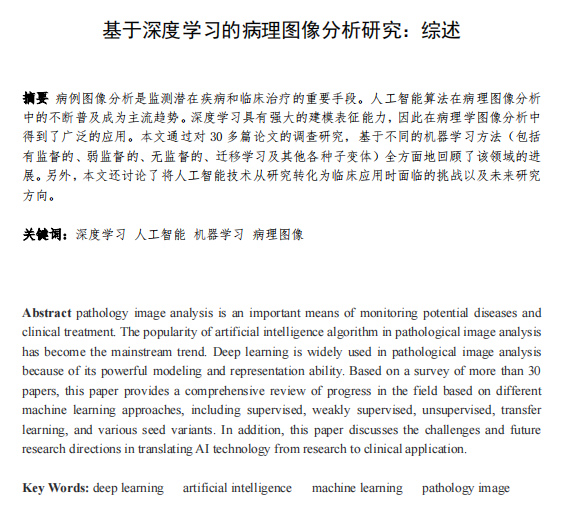 基于深度学习的病理图像分析研究：综述
摘要 病例图像分析是监测潜在疾病和临床治疗的重要手段。人工智能算法在病理图像分析
中的不断普及成为主流趋势。深度学习具有强大的建模表征能力，因此在病理学图像分析中
得到了广泛的应用。本文通过对 30 多篇论文的调查研究，基于不同的机器学习方法（包括
有监督的、弱监督的、无监督的、迁移学习及其他各种子变体）全方面地回顾了该领域的进
展。另外，本文还讨论了将人工智能技术从研究转化为临床应用时面临的挑战以及未来研究
方向。
关键词：深度学习 人工智能 机器学习 病理图像
Abstract pathology image analysis is an important means of monitoring potential diseases and
clinical treatment. The popularity of artificial intelligence algorithm in pathological image analysis
has become the mainstream trend. Deep learning is widely used in pathological image analysis
because of its powerful modeling and representation ability. Based on a survey of more than 30
papers, this paper provides a comprehensive review of progress in the field based on different
machine learning approaches, including supervised, weakly supervised, unsupervised, transfer
learning, and various seed variants. In addition, this paper discusses the challenges and future
research directions in translating AI technology from research to clinical application.
Key Words: deep learning artificial intelligence machine learning pathology image